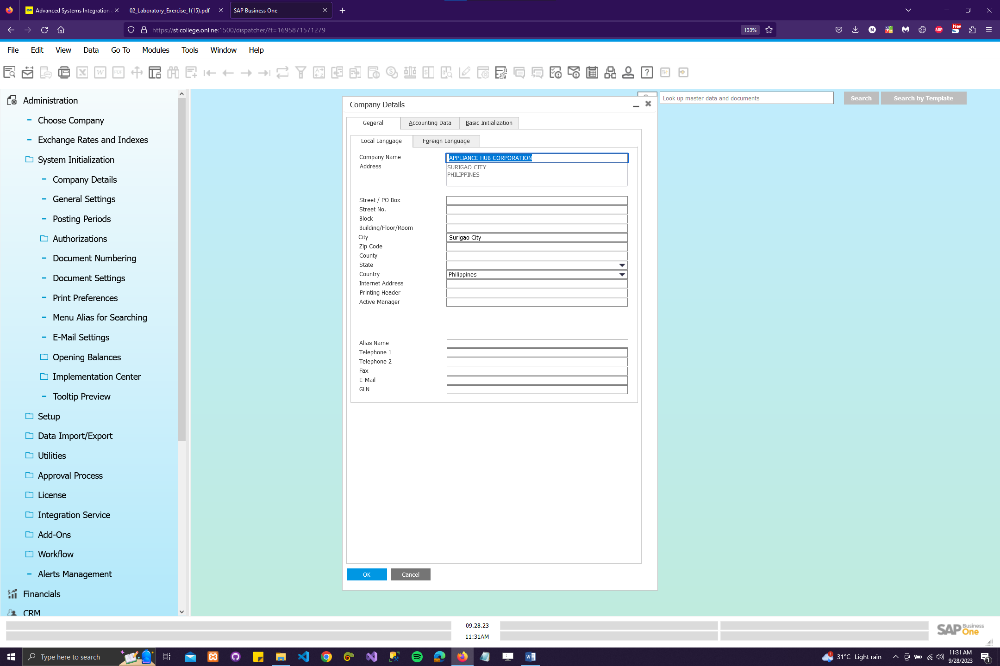 Advanced Systems Integration a
02_Laboratory_Exercise_1(15).pdf
SAP Business One
https://sticollege.online:1500/dispatcher/?t=1695871571279
133%
N
ABP
New
File Edit View Data Go To Modules Tools Window Help
Administration
Choose Company
Exchange Rates and Indexes
System Initialization
Company Details
General Settings
Posting Periods
Authorizations
Document Numbering
Document Settings
Print Preferences
Menu Alias for Searching
E-Mail Settings
Opening Balances
Implementation Center
Tooltip Preview
Setup
Data Import/Export
Utilities
Approval Process
License
Integration Service
Add-Ons
Workflow
Alerts Management
Financials
CRM
Look up master data and documents
Search
Search by Template
Company Details
General
Accounting Data
Basic Initialization
Local Language
Foreign Language
Company Name APPLIANCE HUB CORPORATION
Address SURIGAO CITY
PHILIPPINES
Street / PO Box
Street No.
Block
Building/Floor/Room
City Surigao City
Zip Code
County
State
Country Philippines
Internet Address
Printing Header
Active Manager
Alias Name
Telephone 1
Telephone 2
Fax
E-Mail
GLN
OK
Cancel
09.28.23
11:31AM
SAP Business One
Type here to search
31°C Light rain
11:31 AM
9/28/2023
1